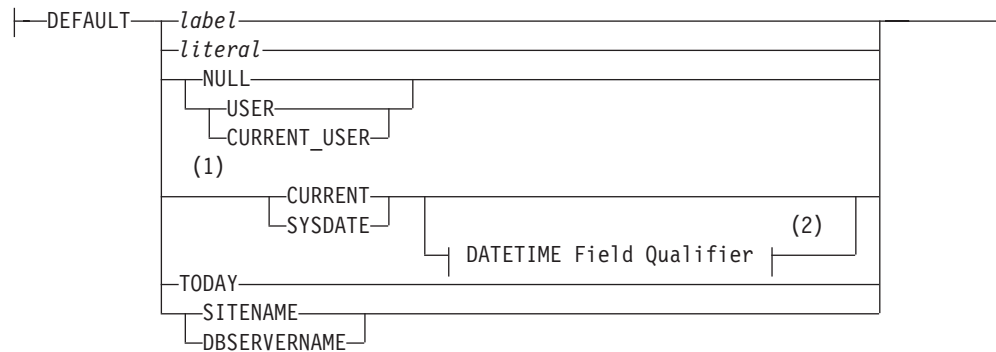 DEFAULT label
literal
NULL
USER
CURRENT_USER
(1)
CURRENT
SYSDATE
(2)
DATETIME Field Qualifier
TODAY
SITENAME
DBSERVERNAME